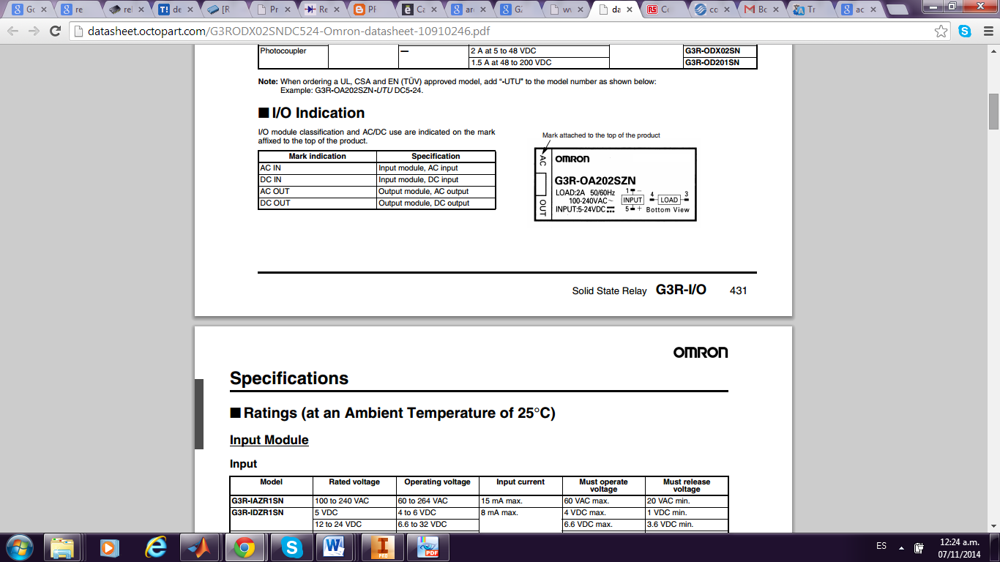 Go
re
rel
de
[R
Pr
Re
Pl
Ca
ar
G
w
da
C
co
Bc
Tr
ac
datasheet.octopart.com/G3RODX02SNDC524-Omron-datasheet-10910246.pdf
Photocoupler — 2 A at 5 to 48 VDC G3R-ODX02SN
1.5 A at 48 to 200 VDC G3R-OD201SN
Note: When ordering a UL, CSA and EN (TÜV) approved model, add "-UTU" to the model number as shown below:
Example: G3R-OA202SZN-UTU DC5-24.
■ I/O Indication
I/O module classification and AC/DC use are indicated on the mark
affixed to the top of the product.
Mark indication Specification
AC IN Input module, AC input
DC IN Input module, DC input
AC OUT Output module, AC output
DC OUT Output module, DC output
Mark attached to the top of the product
AC
OUT
OMRON
G3R-OA202SZN
LOAD:2A 50/60Hz
100-240VAC~
INPUT:5-24VDC
1 −
INPUT
5 +
4 LOAD 3
Bottom View
Solid State Relay G3R-I/O 431
OMRON
Specifications
■ Ratings (at an Ambient Temperature of 25°C)
Input Module
Input
Model Rated voltage Operating voltage Input current Must operate voltage Must release voltage
G3R-IAZR1SN 100 to 240 VAC 60 to 264 VAC 15 mA max. 60 VAC max. 20 VAC min.
G3R-IDZR1SN 5 VDC 4 to 6 VDC 8 mA max. 4 VDC max. 1 VDC min.
12 to 24 VDC 6.6 to 32 VDC 6.6 VDC max. 3.6 VDC min.
ES
12:24 a.m.
07/11/2014